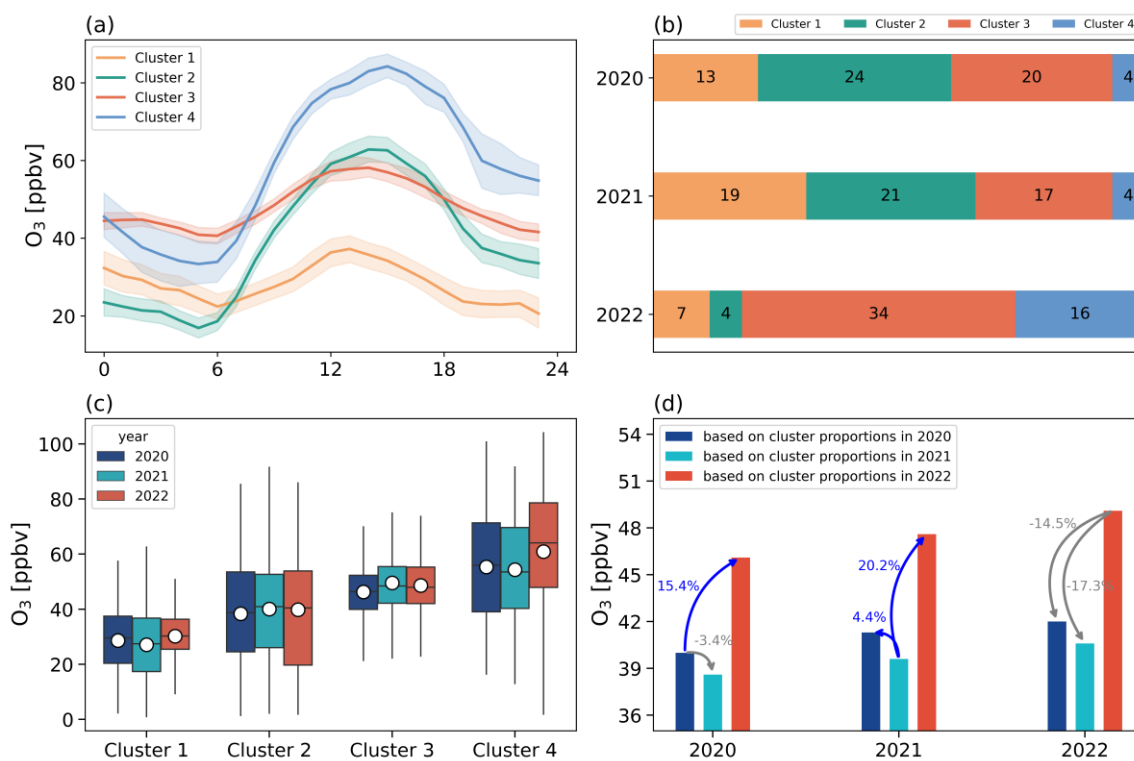 (a)
Cluster 1
Cluster 2
Cluster 3
Cluster 4
O3 [ppbv]
80
60
40
20
0
6
12
18
24
(b)
Cluster 1
Cluster 2
Cluster 3
Cluster 4
2020
13
24
20
4
2021
19
21
17
4
2022
7
4
34
16
(c)
year
2020
2021
2022
O3 [ppbv]
100
80
60
40
20
0
Cluster 1
Cluster 2
Cluster 3
Cluster 4
(d)
based on cluster proportions in 2020
based on cluster proportions in 2021
based on cluster proportions in 2022
O3 [ppbv]
54
51
48
45
42
39
36
15.4%
-3.4%
20.2%
4.4%
-14.5%
-17.3%
2020
2021
2022